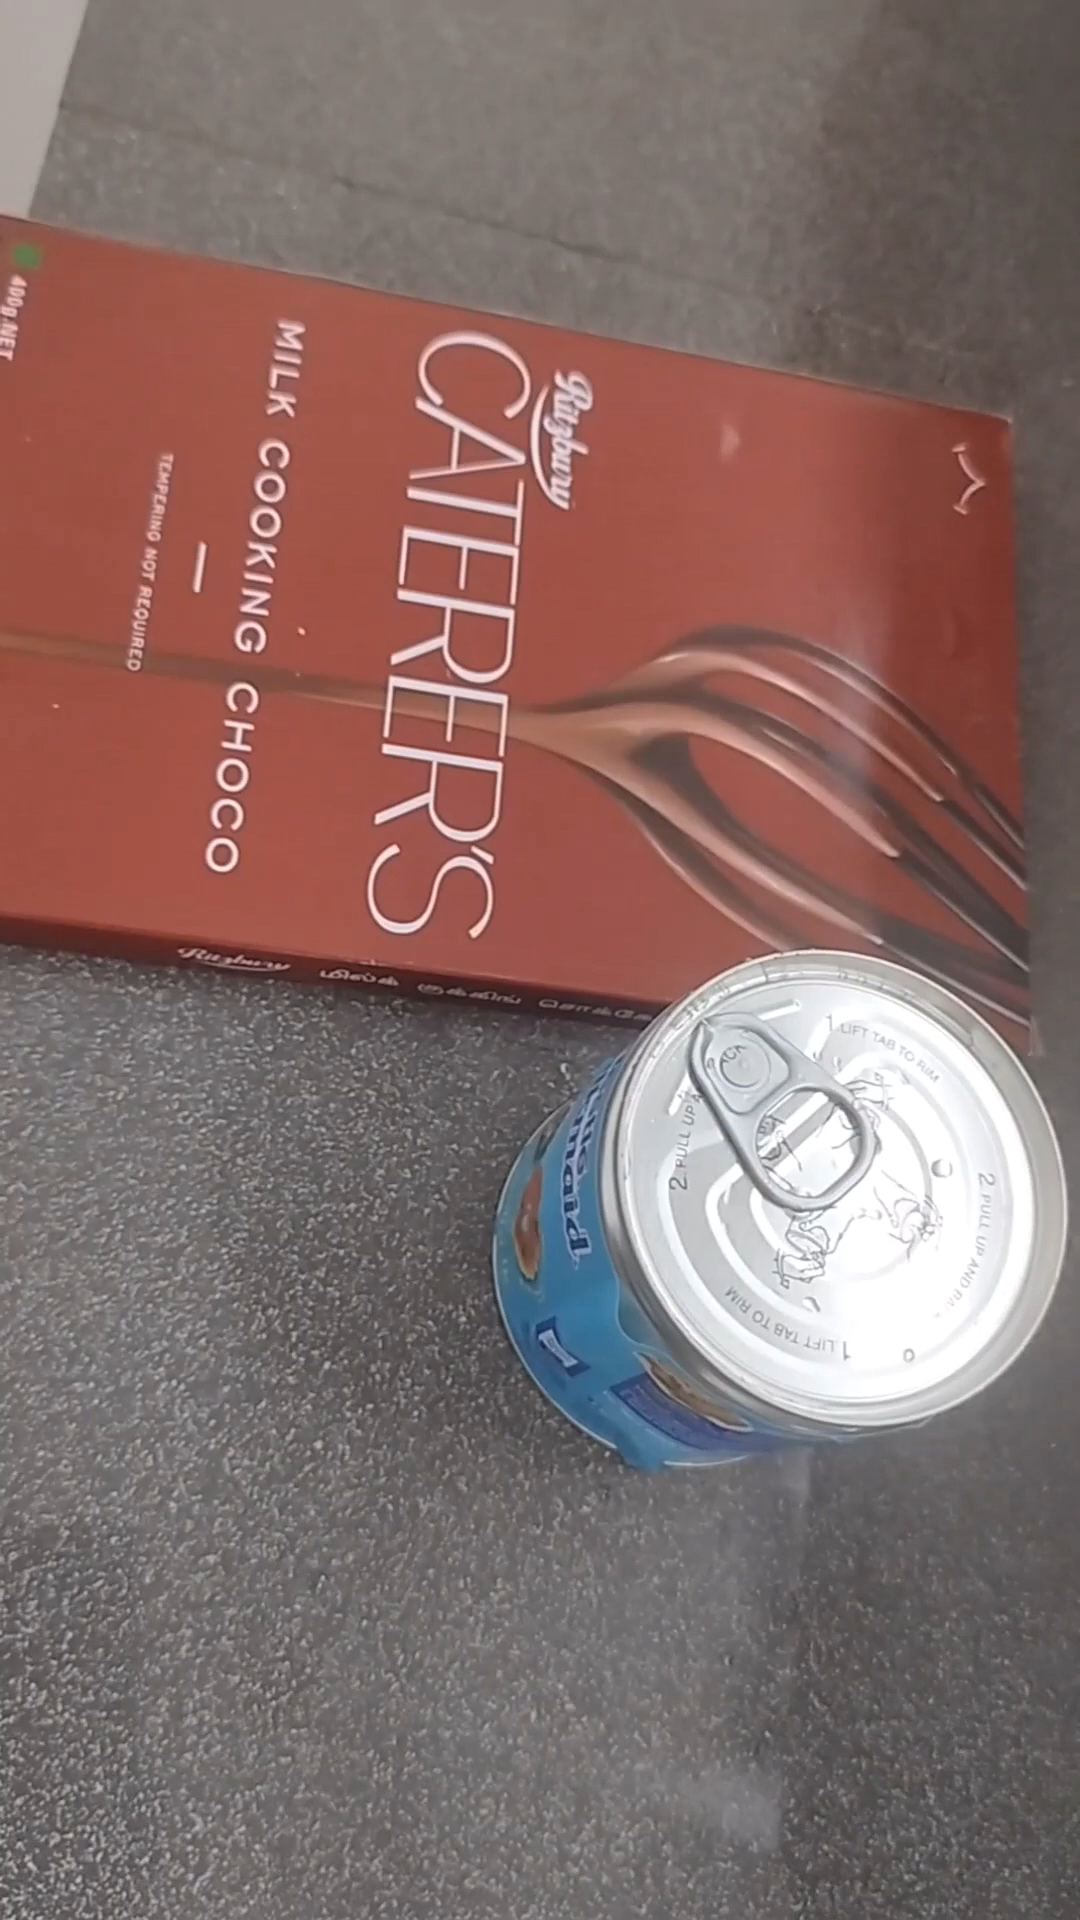 Ritzbury
CATERER'S
MILK COOKING CHOCO
TEMPERING NOT REQUIRED
400g.NET
Ritzbury மில்க் குக்கிங்
1 LIFT TAB TO RIM
2 PULL UP AND
1 LIFT TAB TO RIM
2 PULL UP